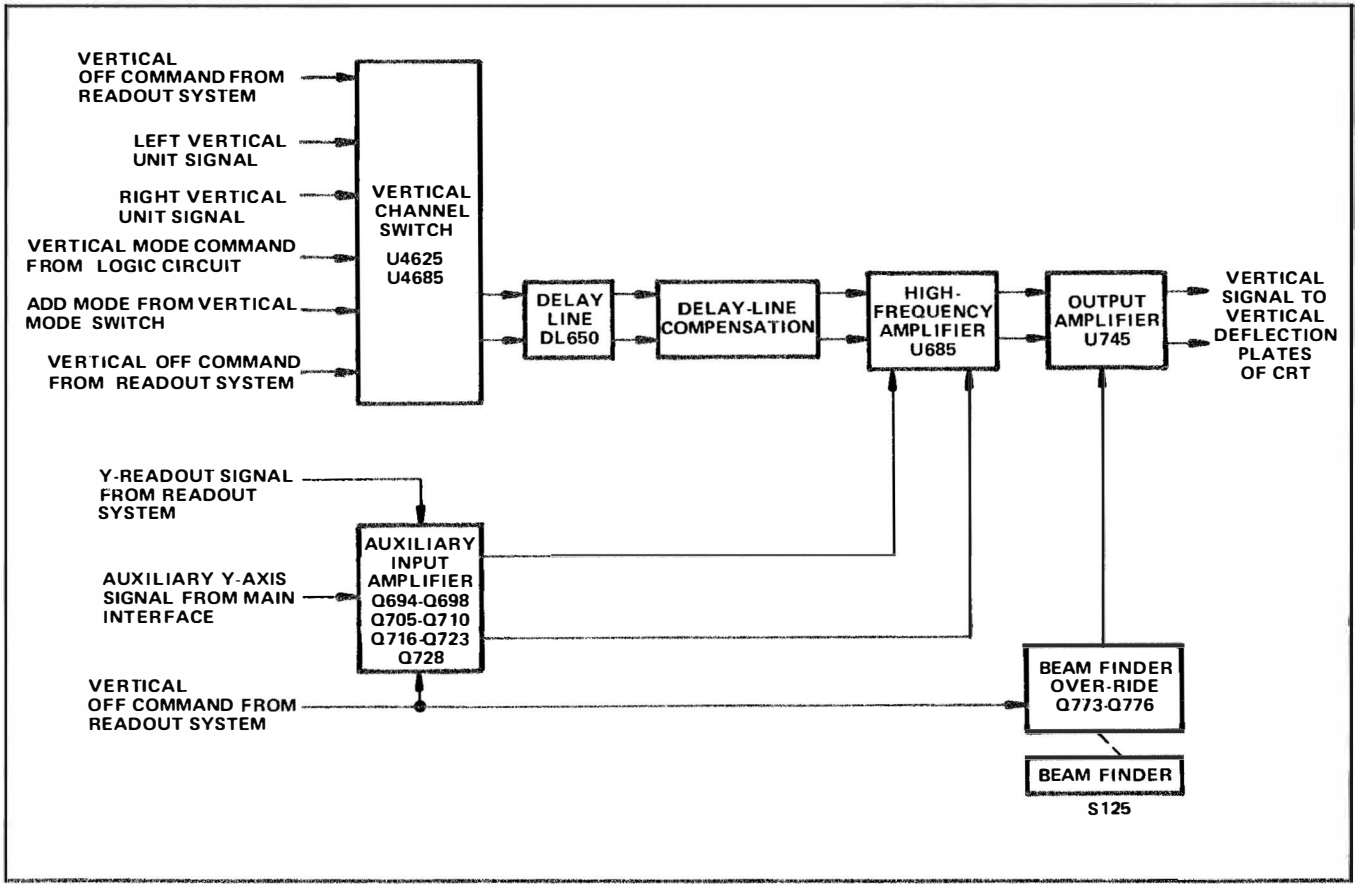 VERTICAL
OFF COMMAND FROM
READOUT SYSTEM
LEFT VERTICAL
UNIT SIGNAL
RIGHT VERTICAL
UNIT SIGNAL
VERTICAL MODE COMMAND
FROM LOGIC CIRCUIT
ADD MODE FROM VERTICAL
MODE SWITCH
VERTICAL OFF COMMAND
FROM READOUT SYSTEM
VERTICAL
CHANNEL
SWITCH
U4625
U4685
DELAY
LINE
DL650
DELAY-LINE
COMPENSATION
HIGH-
FREQUENCY
AMPLIFIER
U685
OUTPUT
AMPLIFIER
U745
VERTICAL
SIGNAL TO
VERTICAL
DEFLECTION
PLATES
OF CRT
Y-READOUT SIGNAL
FROM READOUT
SYSTEM
AUXILIARY Y-AXIS
SIGNAL FROM MAIN
INTERFACE
VERTICAL
OFF COMMAND FROM
READOUT SYSTEM
AUXILIARY
INPUT
AMPLIFIER
Q694-Q698
Q705-Q710
Q716-Q723
Q728
BEAM FINDER
OVER-RIDE
Q773-Q776
BEAM FINDER
S125